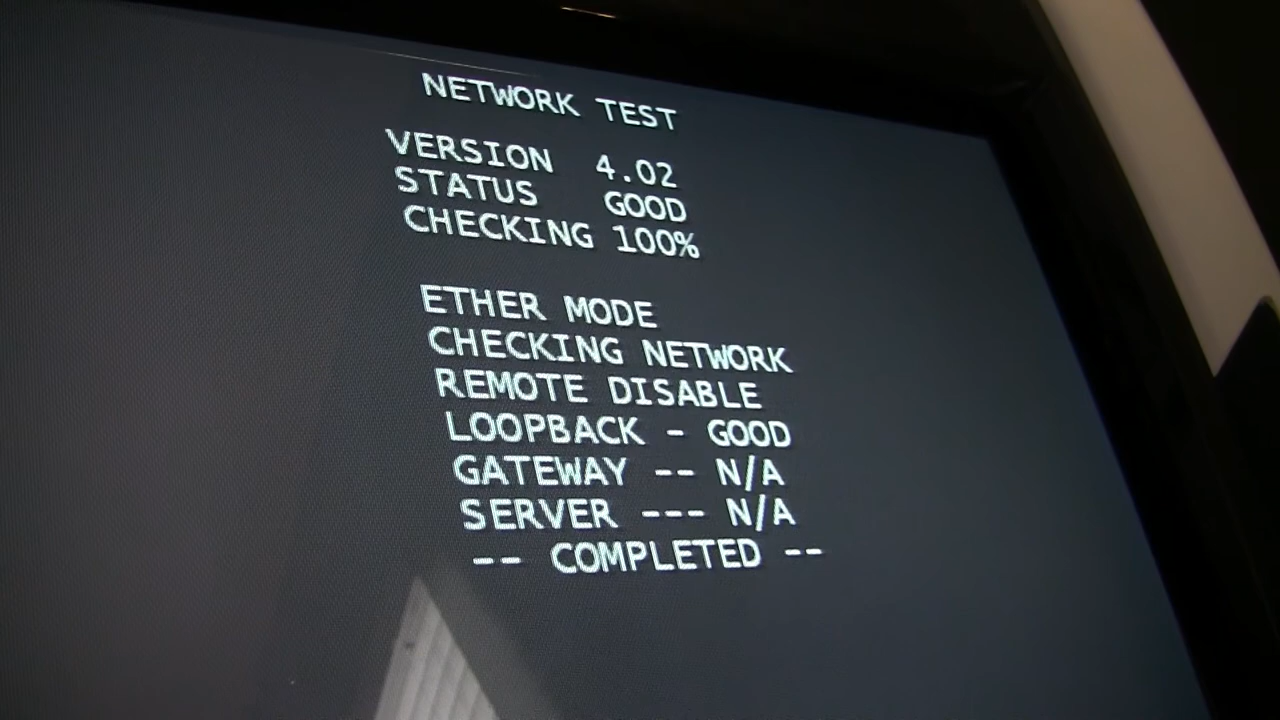 NETWORK TEST
VERSION 4.02
STATUS GOOD
CHECKING 100%
ETHER MODE
CHECKING NETWORK
REMOTE DISABLE
LOOPBACK - GOOD
GATEWAY -- N/A
SERVER --- N/A
-- COMPLETED --